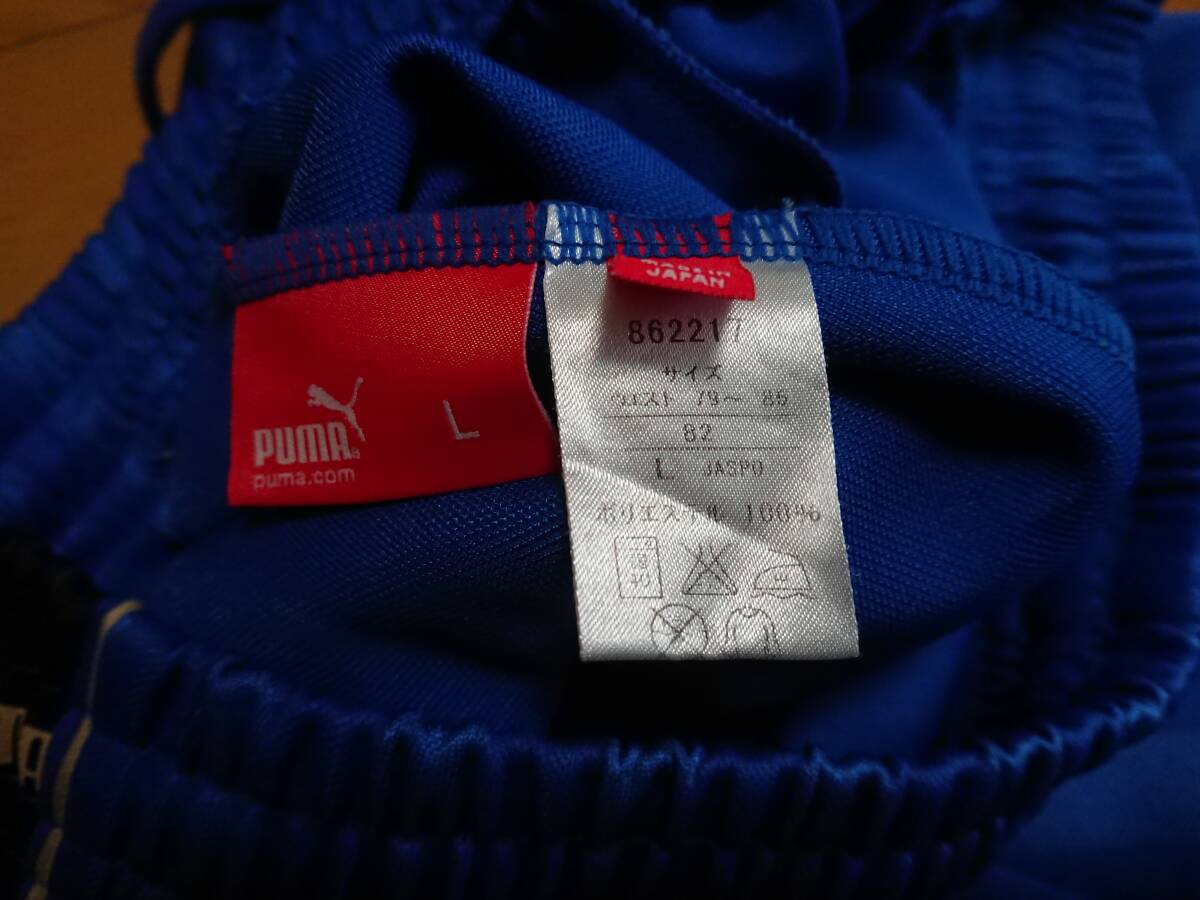 PUMA
puma.com
L
MADE IN
JAPAN
862217
サイズ
ウエスト 79〜 85
82
L JASPO
ポリエステル 100%